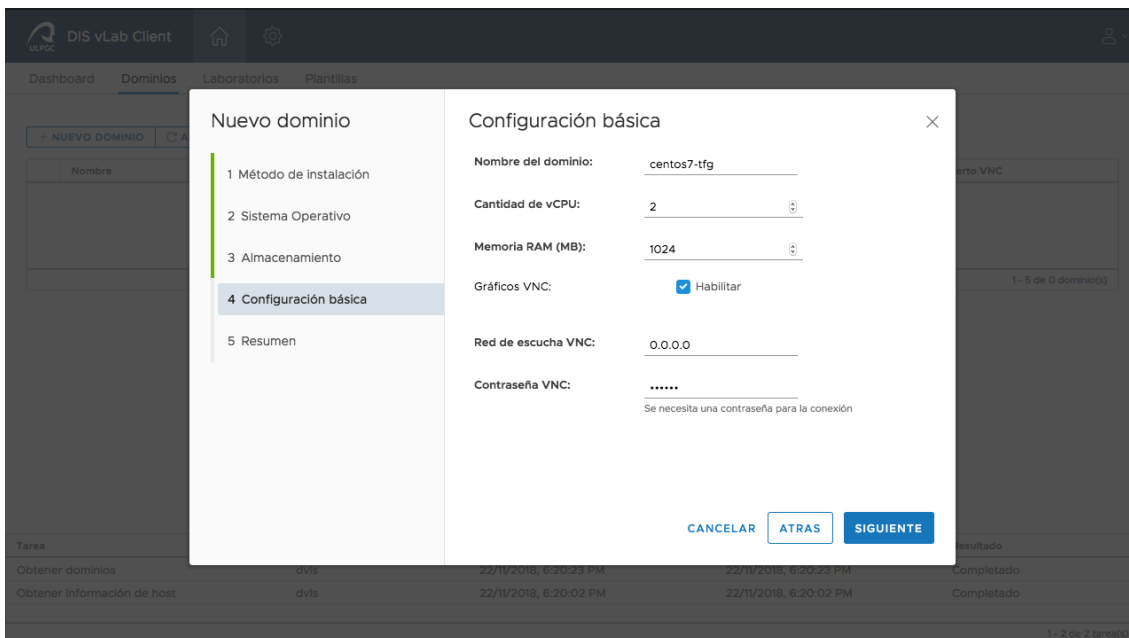 ULPGC
DIS vLab Client
Dashboard Dominios Laboratorios Plantillas
+ NUEVO DOMINIO
Nombre
erto VNC
1 - 5 de 0 dominio(s)
Nuevo dominio
1 Método de instalación
2 Sistema Operativo
3 Almacenamiento
4 Configuración básica
5 Resumen
Configuración básica
Nombre del dominio: centos7-tfg
Cantidad de vCPU: 2
Memoria RAM (MB): 1024
Gráficos VNC: Habilitar
Red de escucha VNC: 0.0.0.0
Contraseña VNC: ••••••
Se necesita una contraseña para la conexión
CANCELAR ATRAS SIGUIENTE
Tarea Resultado
Obtener dominios dvls 22/11/2018, 6:20:23 PM 22/11/2018, 6:20:23 PM Completado
Obtener información de host dvls 22/11/2018, 6:20:02 PM 22/11/2018, 6:20:02 PM Completado
1 - 2 de 2 tarea(s)